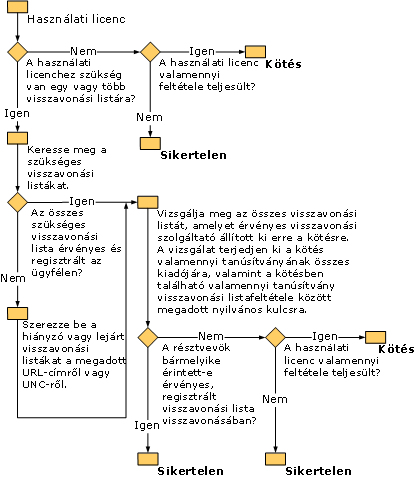 Használati licenc
Nem
Igen
A használati
licenchez szükség
van egy vagy több
visszavonási
listára?
A használati licenc
valamennyi
feltétele teljesült?
Kötés
Igen
Nem
Sikertelen
Keresse meg a
szükséges
visszavonási
listákat.
Igen
Az összes
szükséges
visszavonási
lista érvényes és
regisztrált az
ügyfélen?
Vizsgálja meg az összes visszavonási
listát, amelyet érvényes visszavonási
szolgáltató állított ki erre a kötésre.
A vizsgálat terjedjen ki a kötés
valamennyi tanúsítványának összes
kiadójára, valamint a kötésben
található valamennyi tanúsítvány
visszavonási listafeltétele között
megadott nyilvános kulcsra.
Nem
Szerezze be a
hiányzó vagy lejárt
visszavonási
listákat a megadott
URL-címről vagy
UNC-ről.
Nem
Igen
A résztvevők
bármelyike
érintett-e
érvényes,
regisztrált
visszavonási lista
visszavonásában?
A használati
licenc valamennyi
feltétele teljesült?
Kötés
Igen
Nem
Sikertelen
Sikertelen